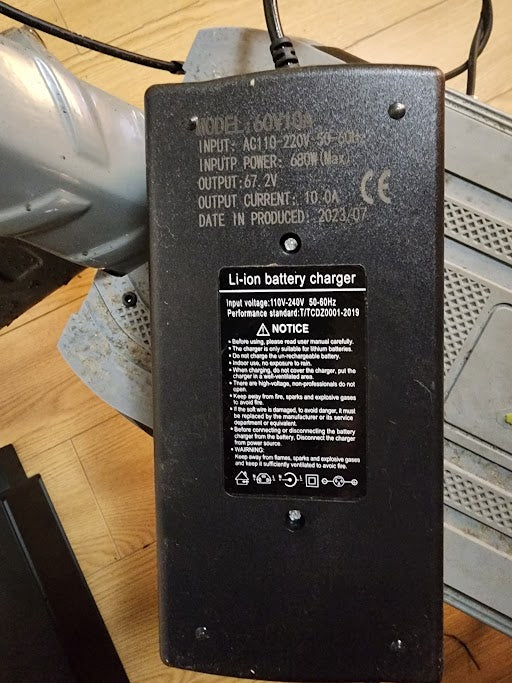 MODEL:60V10A
INPUT: AC110-220V 50-60Hz
INPUTP POWER: 680W(Max)
OUTPUT:67.2V
OUTPUT CURRENT: 10.0A
DATE IN PRODUCED: 2023/07
CE
Li-ion battery charger
Input voltage:110V-240V 50-60Hz
Performance standard:T/TCDZ0001-2019
NOTICE
• Before using, please read user manual carefully.
• The charger is only suitable for lithium batteries.
• Do not charge the un-rechargeable battery.
• Indoor use, no exposure to rain.
• When charging, do not cover the charger, put the
charger in a well-ventilated area.
• There are high-voltage, non-professionals do not
open.
• Keep away from fire, sparks and explosive gases
to avoid fire.
• If the soft wire is damaged, to avoid danger, it must
be replaced by the manufacturer or its service
department or equivalent.
• Before connecting or disconnecting the battery
charger from the battery, Disconnect the charger
from power source.
• WAIRNING:
Keep away from flames, sparks and explosive gases
and keep it sufficiently ventilated to avoid fire.